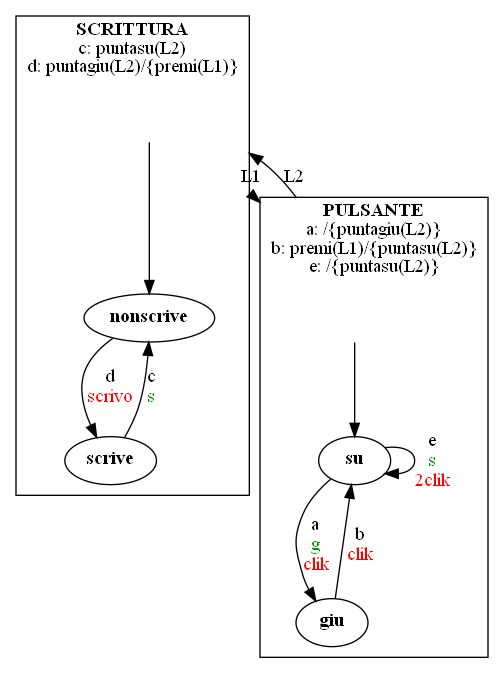 SCRITTURA
c: puntasu(L2)
d: puntagiu(L2)/{premi(L1)}
L1
L2
PULSANTE
a: /{puntagiu(L2)}
b: premi(L1)/{puntasu(L2)}
e: /{puntasu(L2)}
nonscrive
d
scrivo
c
s
scrive
su
e
s
2clik
a
g
clik
b
clik
giu